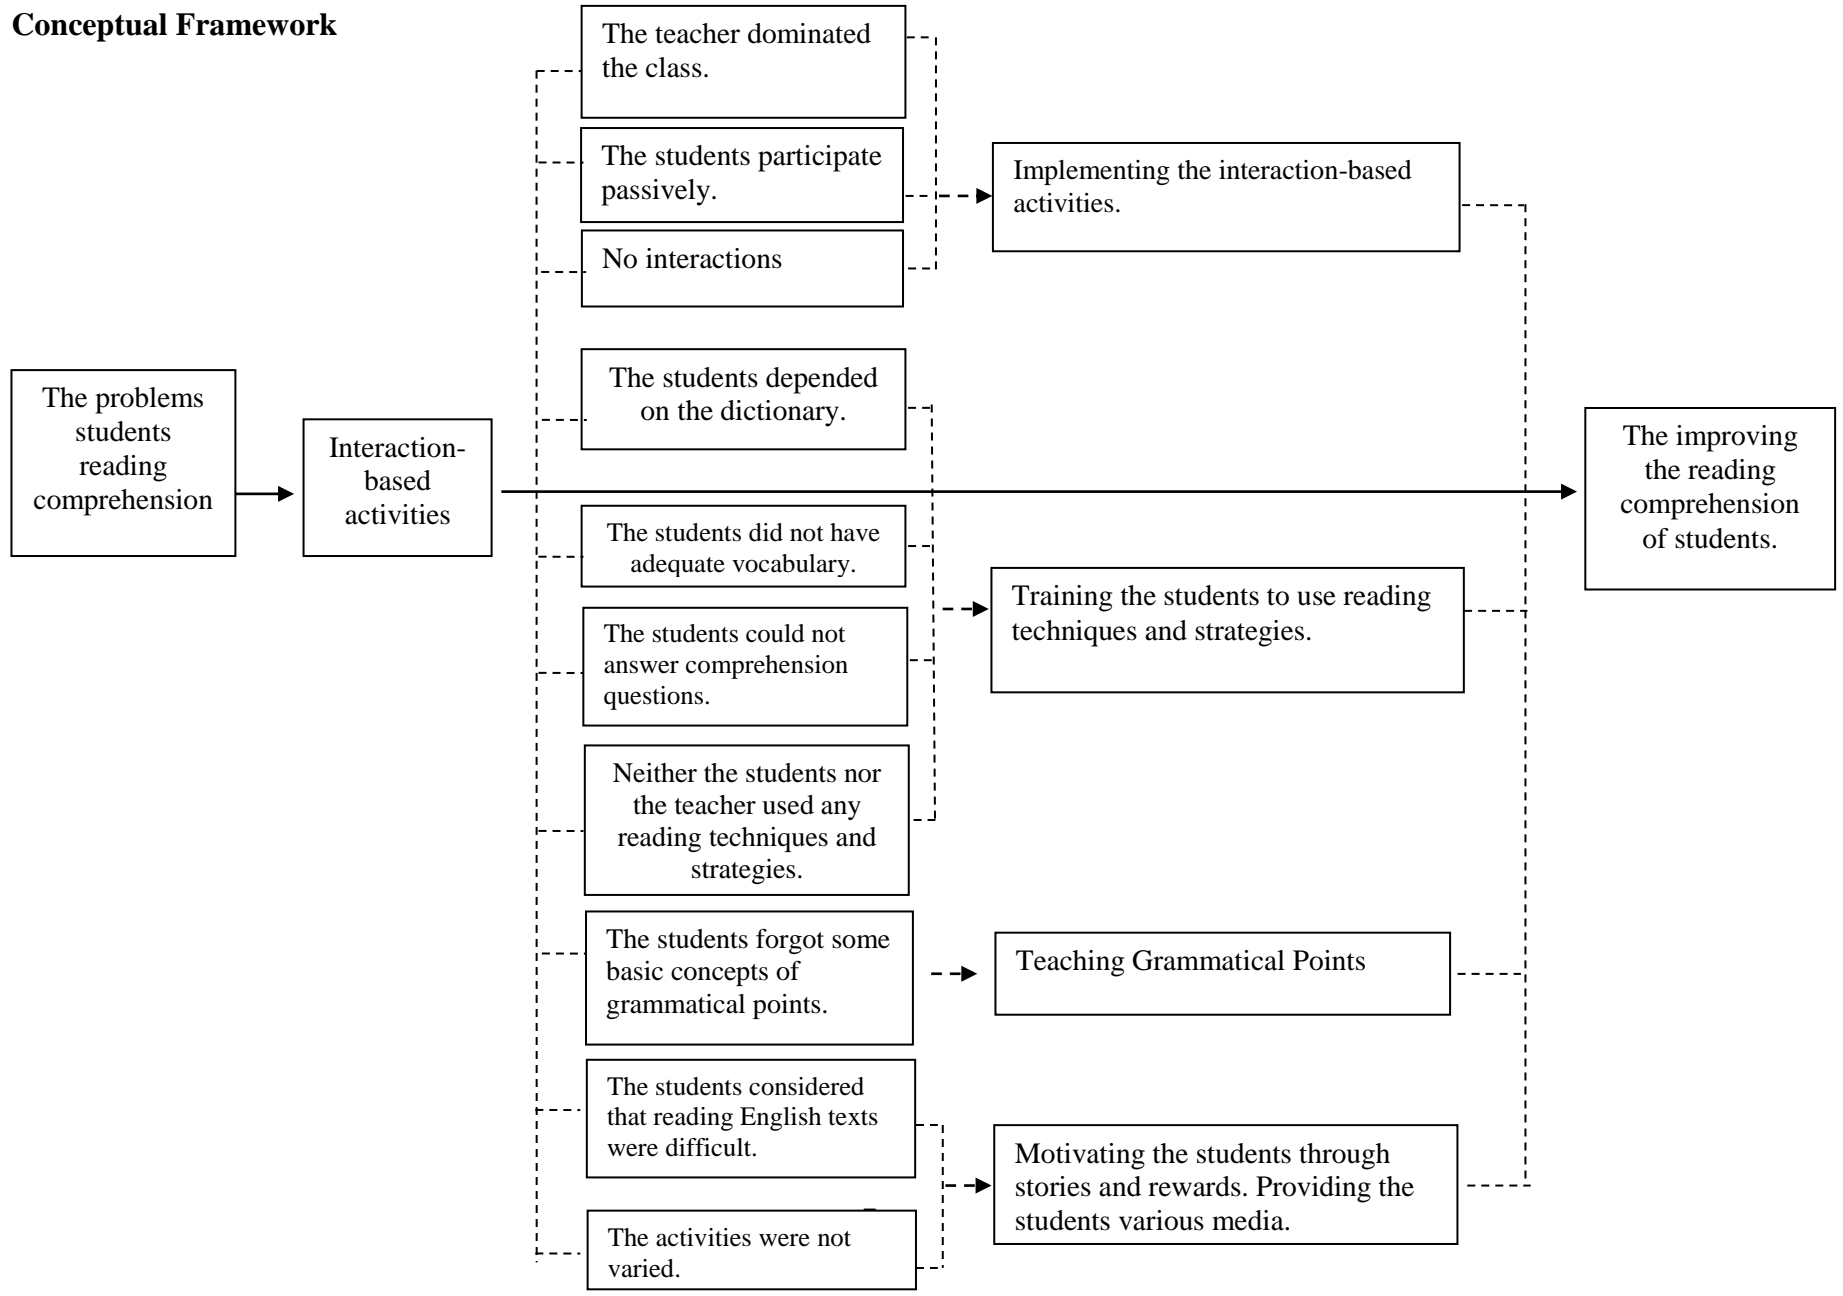 Conceptual Framework
The teacher dominated
the class.
The students participate
passively.
No interactions
Implementing the interaction-based
activities.
The problems
students
reading
comprehension
Interaction-
based
activities
The students depended
on the dictionary.
The students did not have
adequate vocabulary.
The students could not
answer comprehension
questions.
Neither the students nor
the teacher used any
reading techniques and
strategies.
Training the students to use reading
techniques and strategies.
The improving
the reading
comprehension
of students.
The students forgot some
basic concepts of
grammatical points.
Teaching Grammatical Points
The students considered
that reading English texts
were difficult.
The activities were not
varied.
Motivating the students through
stories and rewards. Providing the
students various media.